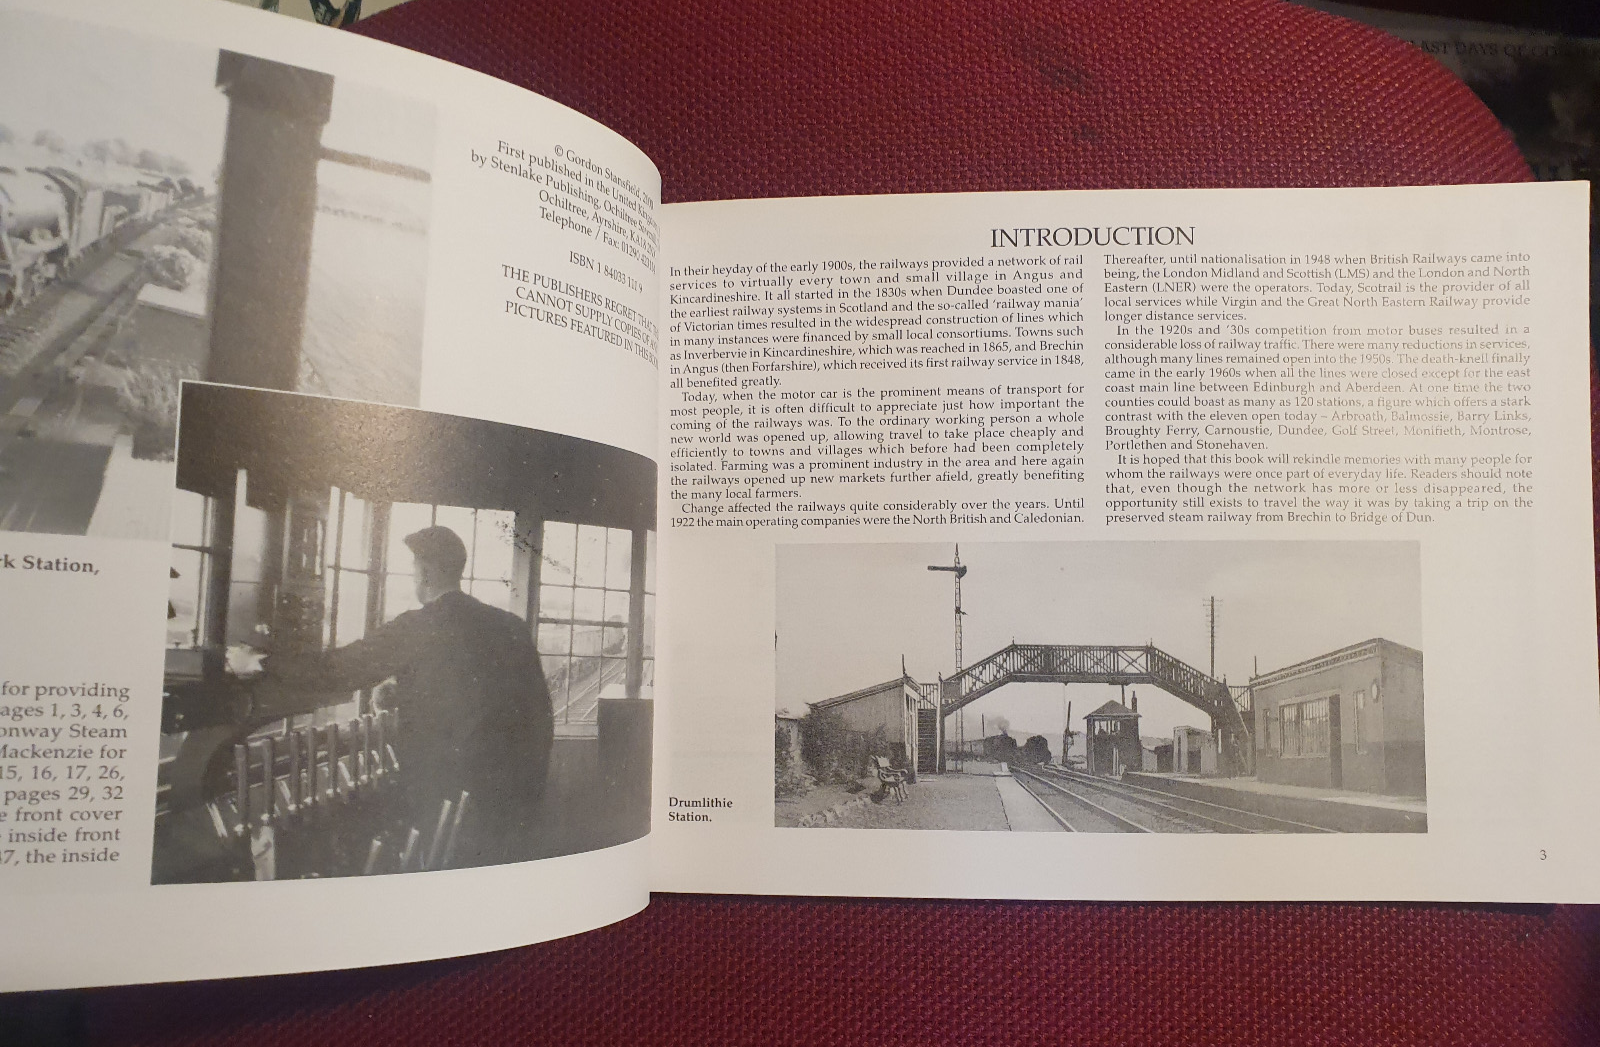 © Gordon Stansfield,
First published in the United
by Stenlake Publishing, Ochiltree
Ochiltree, Ayrshire,
Telephone / Fax: 01290
ISBN 1 84033 111 9
THE PUBLISHERS REGRET THAT
CANNOT SUPPLY COPIES OF
PICTURES FEATURED IN THIS
k Station,
for providing
ages 1, 3, 4, 6,
onway Steam
Mackenzie for
15, 16, 17, 26,
pages 29, 32
e front cover
inside front
17, the inside
INTRODUCTION
In their heyday of the early 1900s, the railways provided a network of rail
services to virtually every town and small village in Angus and
Kincardineshire. It all started in the 1830s when Dundee boasted one of
the earliest railway systems in Scotland and the so-called 'railway mania'
of Victorian times resulted in the widespread construction of lines which
in many instances were financed by small local consortiums. Towns such
as Inverbervie in Kincardineshire, which was reached in 1865, and Brechin
in Angus (then Forfarshire), which received its first railway service in 1848,
all benefited greatly.
Today, when the motor car is the prominent means of transport for
most people, it is often difficult to appreciate just how important the
coming of the railways was. To the ordinary working person a whole
new world was opened up, allowing travel to take place cheaply and
efficiently to towns and villages which before had been completely
isolated. Farming was a prominent industry in the area and here again
the railways opened up new markets further afield, greatly benefiting
the many local farmers.
Change affected the railways quite considerably over the years. Until
1922 the main operating companies were the North British and Caledonian.
Thereafter, until nationalisation in 1948 when British Railways came into
being, the London Midland and Scottish (LMS) and the London and North
Eastern (LNER) were the operators. Today, Scotrail is the provider of all
local services while Virgin and the Great North Eastern Railway provide
longer distance services.
In the 1920s and '30s competition from motor buses resulted in a
considerable loss of railway traffic. There were many reductions in services,
although many lines remained open into the 1950s. The death-knell finally
came in the early 1960s when all the lines were closed except for the east
coast main line between Edinburgh and Aberdeen. At one time the two
counties could boast as many as 120 stations, a figure which offers a stark
contrast with the eleven open today – Arbroath, Balmossie, Barry Links,
Broughty Ferry, Carnoustie, Dundee, Golf Street, Monifieth, Montrose,
Portlethen and Stonehaven.
It is hoped that this book will rekindle memories with many people for
whom the railways were once part of everyday life. Readers should note
that, even though the network has more or less disappeared, the
opportunity still exists to travel the way it was by taking a trip on the
preserved steam railway from Brechin to Bridge of Dun.
Drumlithie
Station.
3
LAST DAYS OF